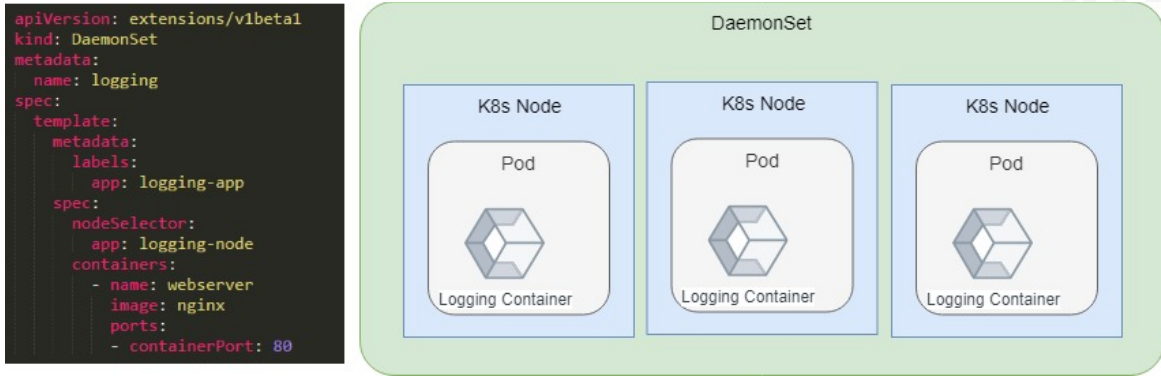 apiVersion: extensions/v1beta1
kind: DaemonSet
metadata:
  name: logging
spec:
  template:
    metadata:
      labels:
        app: logging-app
    spec:
      nodeSelector:
        app: logging-node
      containers:
        - name: webserver
          image: nginx
          ports:
          - containerPort: 80
DaemonSet
K8s Node
Pod
Logging Container
K8s Node
Pod
Logging Container
K8s Node
Pod
Logging Container